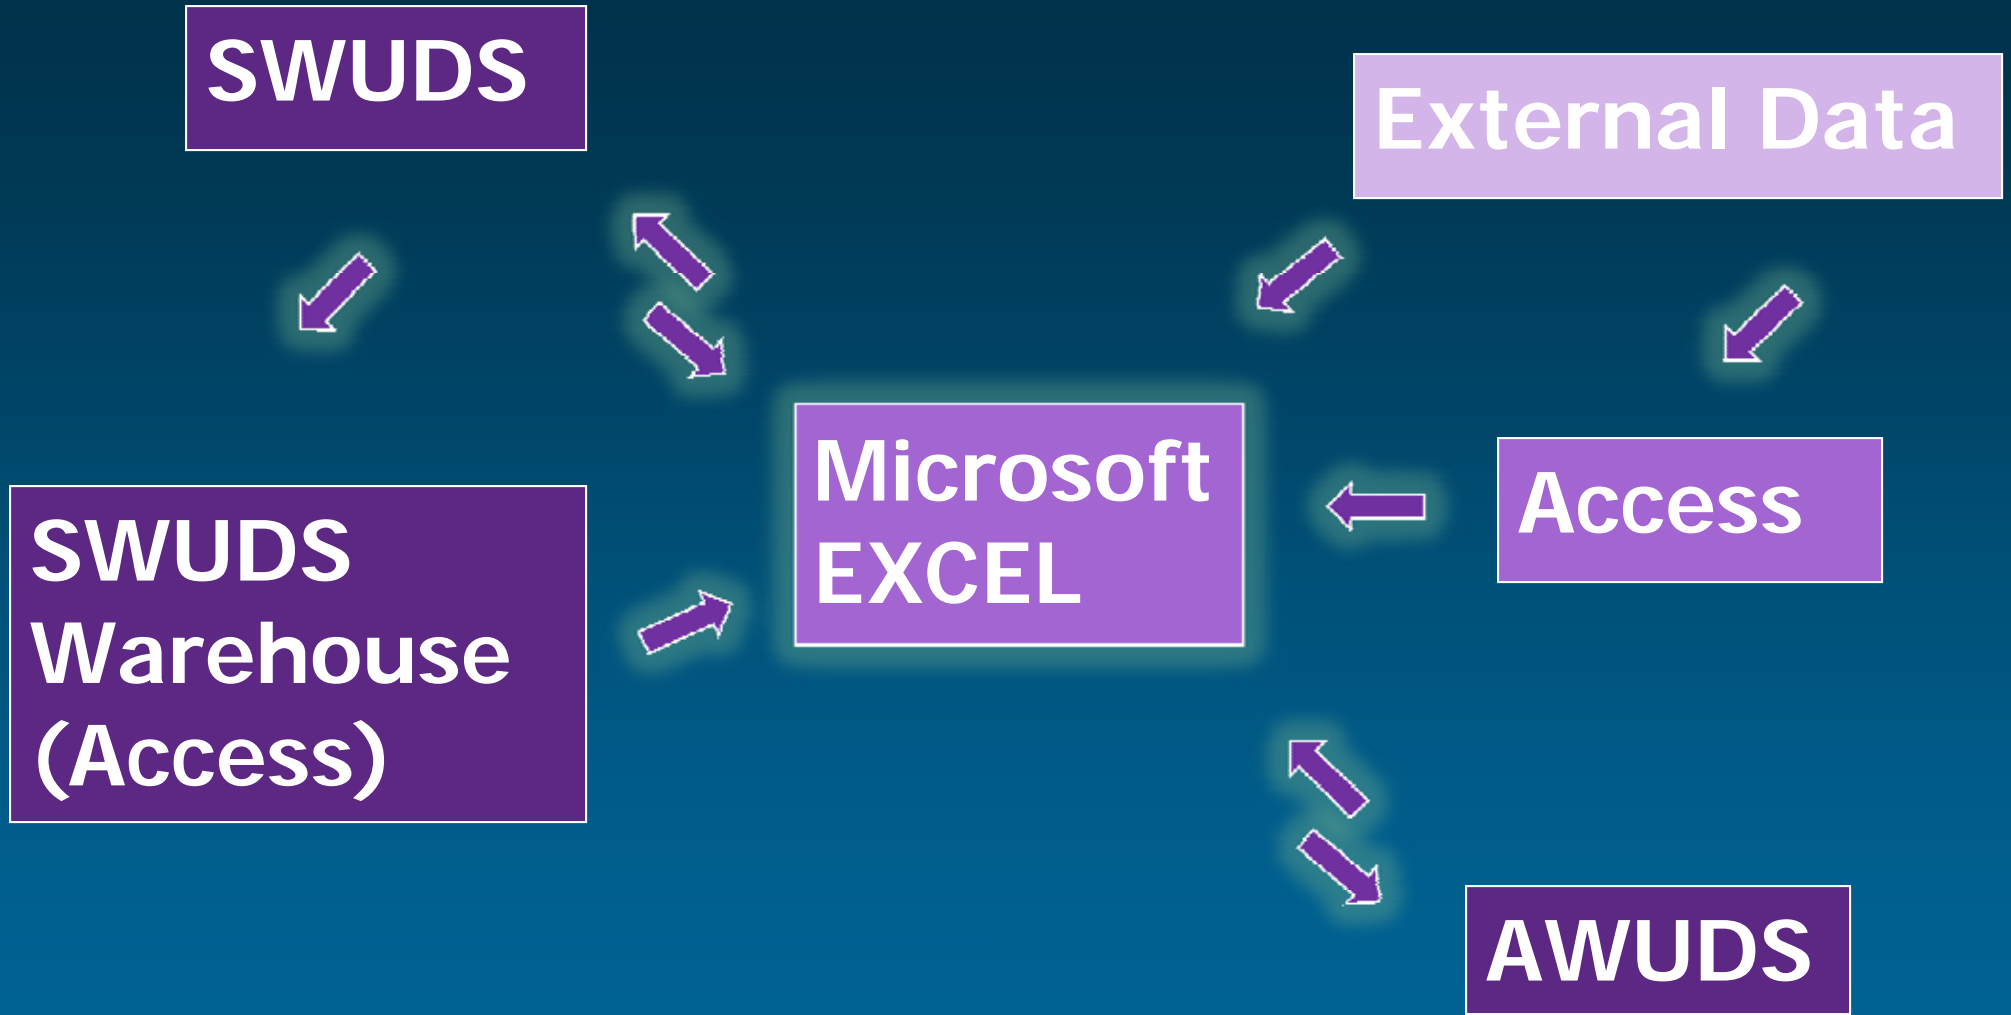 SWUDS
External Data
Microsoft
EXCEL
Access
SWUDS
Warehouse
(Access)
AWUDS